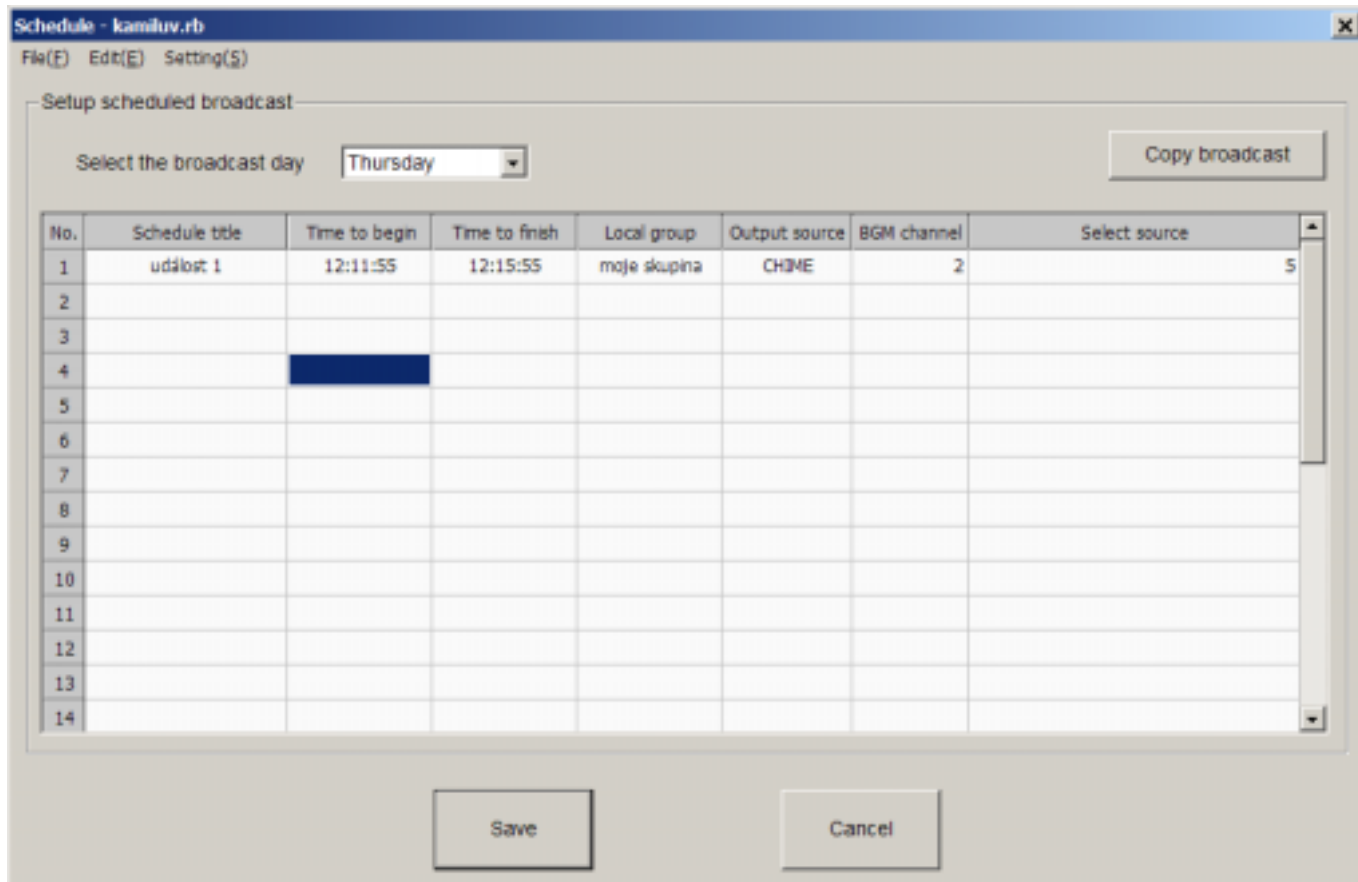 Schedule - kamiluv.rb
File(F) Edit(E) Setting(S)
Setup scheduled broadcast
Select the broadcast day Thursday Copy broadcast
No. Schedule title Time to begin Time to finish Local group Output source BGM channel Select source
1 událost 1 12:11:55 12:15:55 moje skupina CHIME 2 5
2
3
4
5
6
7
8
9
10
11
12
13
14
Save Cancel